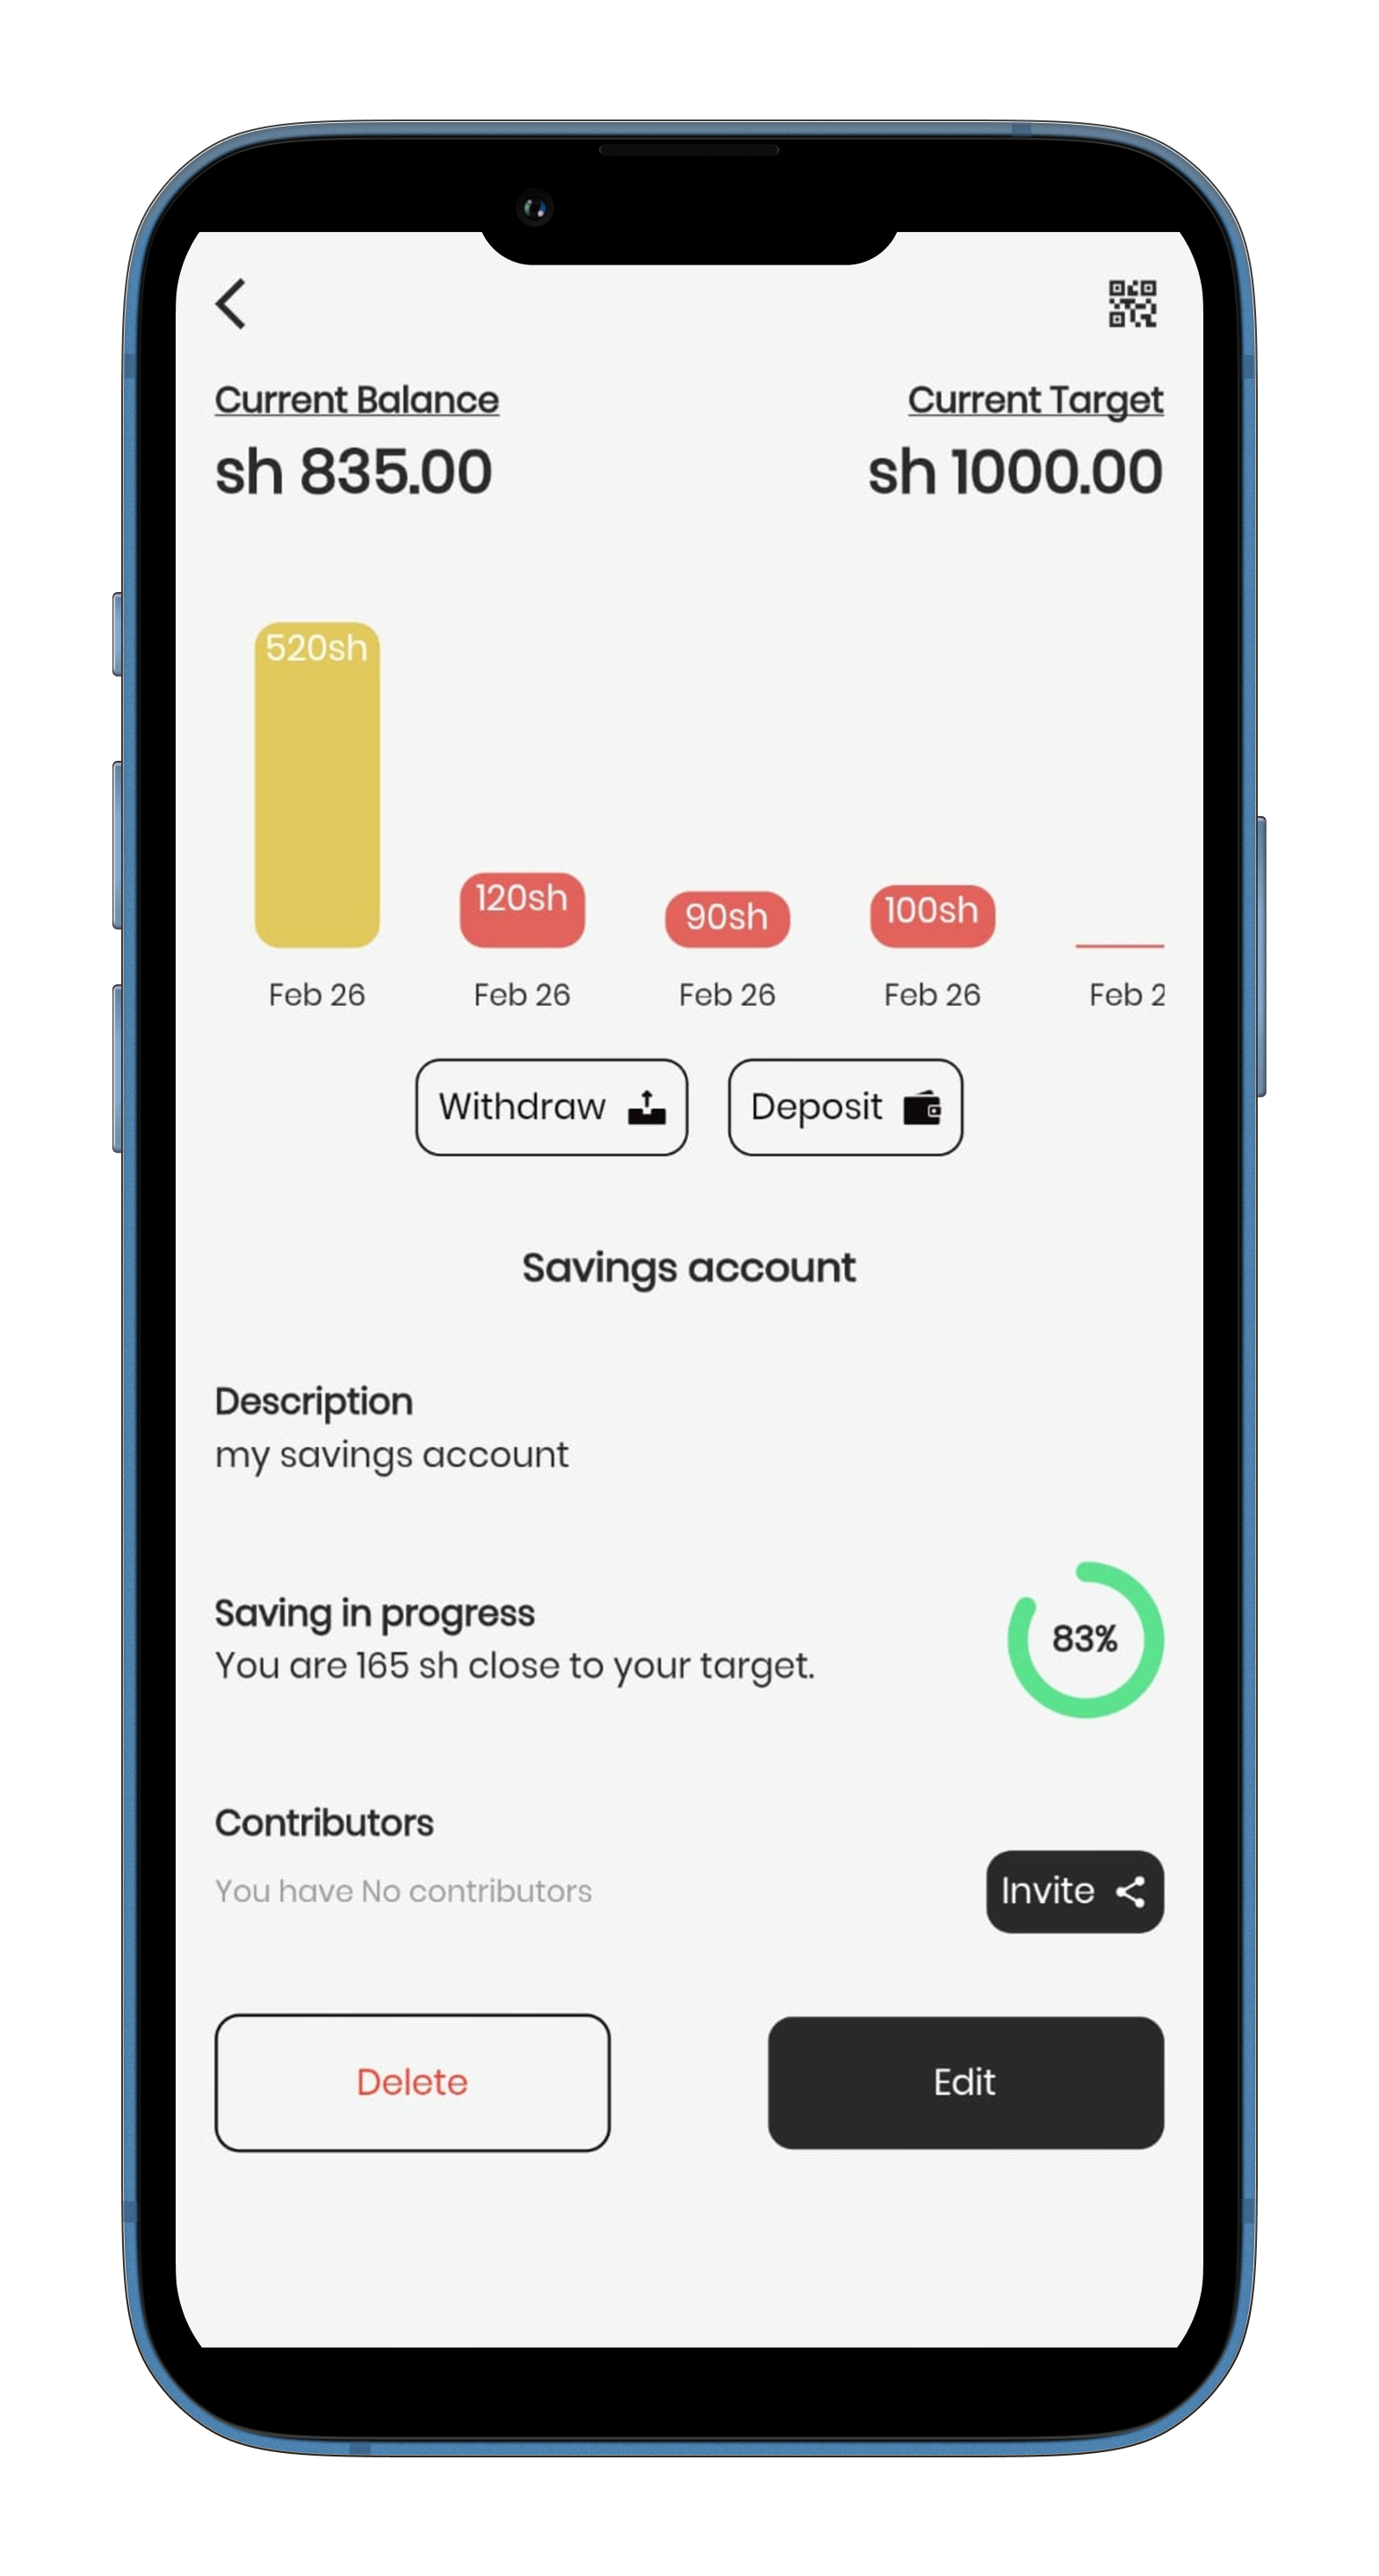 Current Balance
Current Target
sh 835.00
sh 1000.00
520sh
120sh
90sh
100sh
Feb 26
Feb 26
Feb 26
Feb 26
Feb 2
Withdraw
Deposit
Savings account
Description
my savings account
Saving in progress
You are 165 sh close to your target.
83%
Contributors
You have No contributors
Invite
Delete
Edit